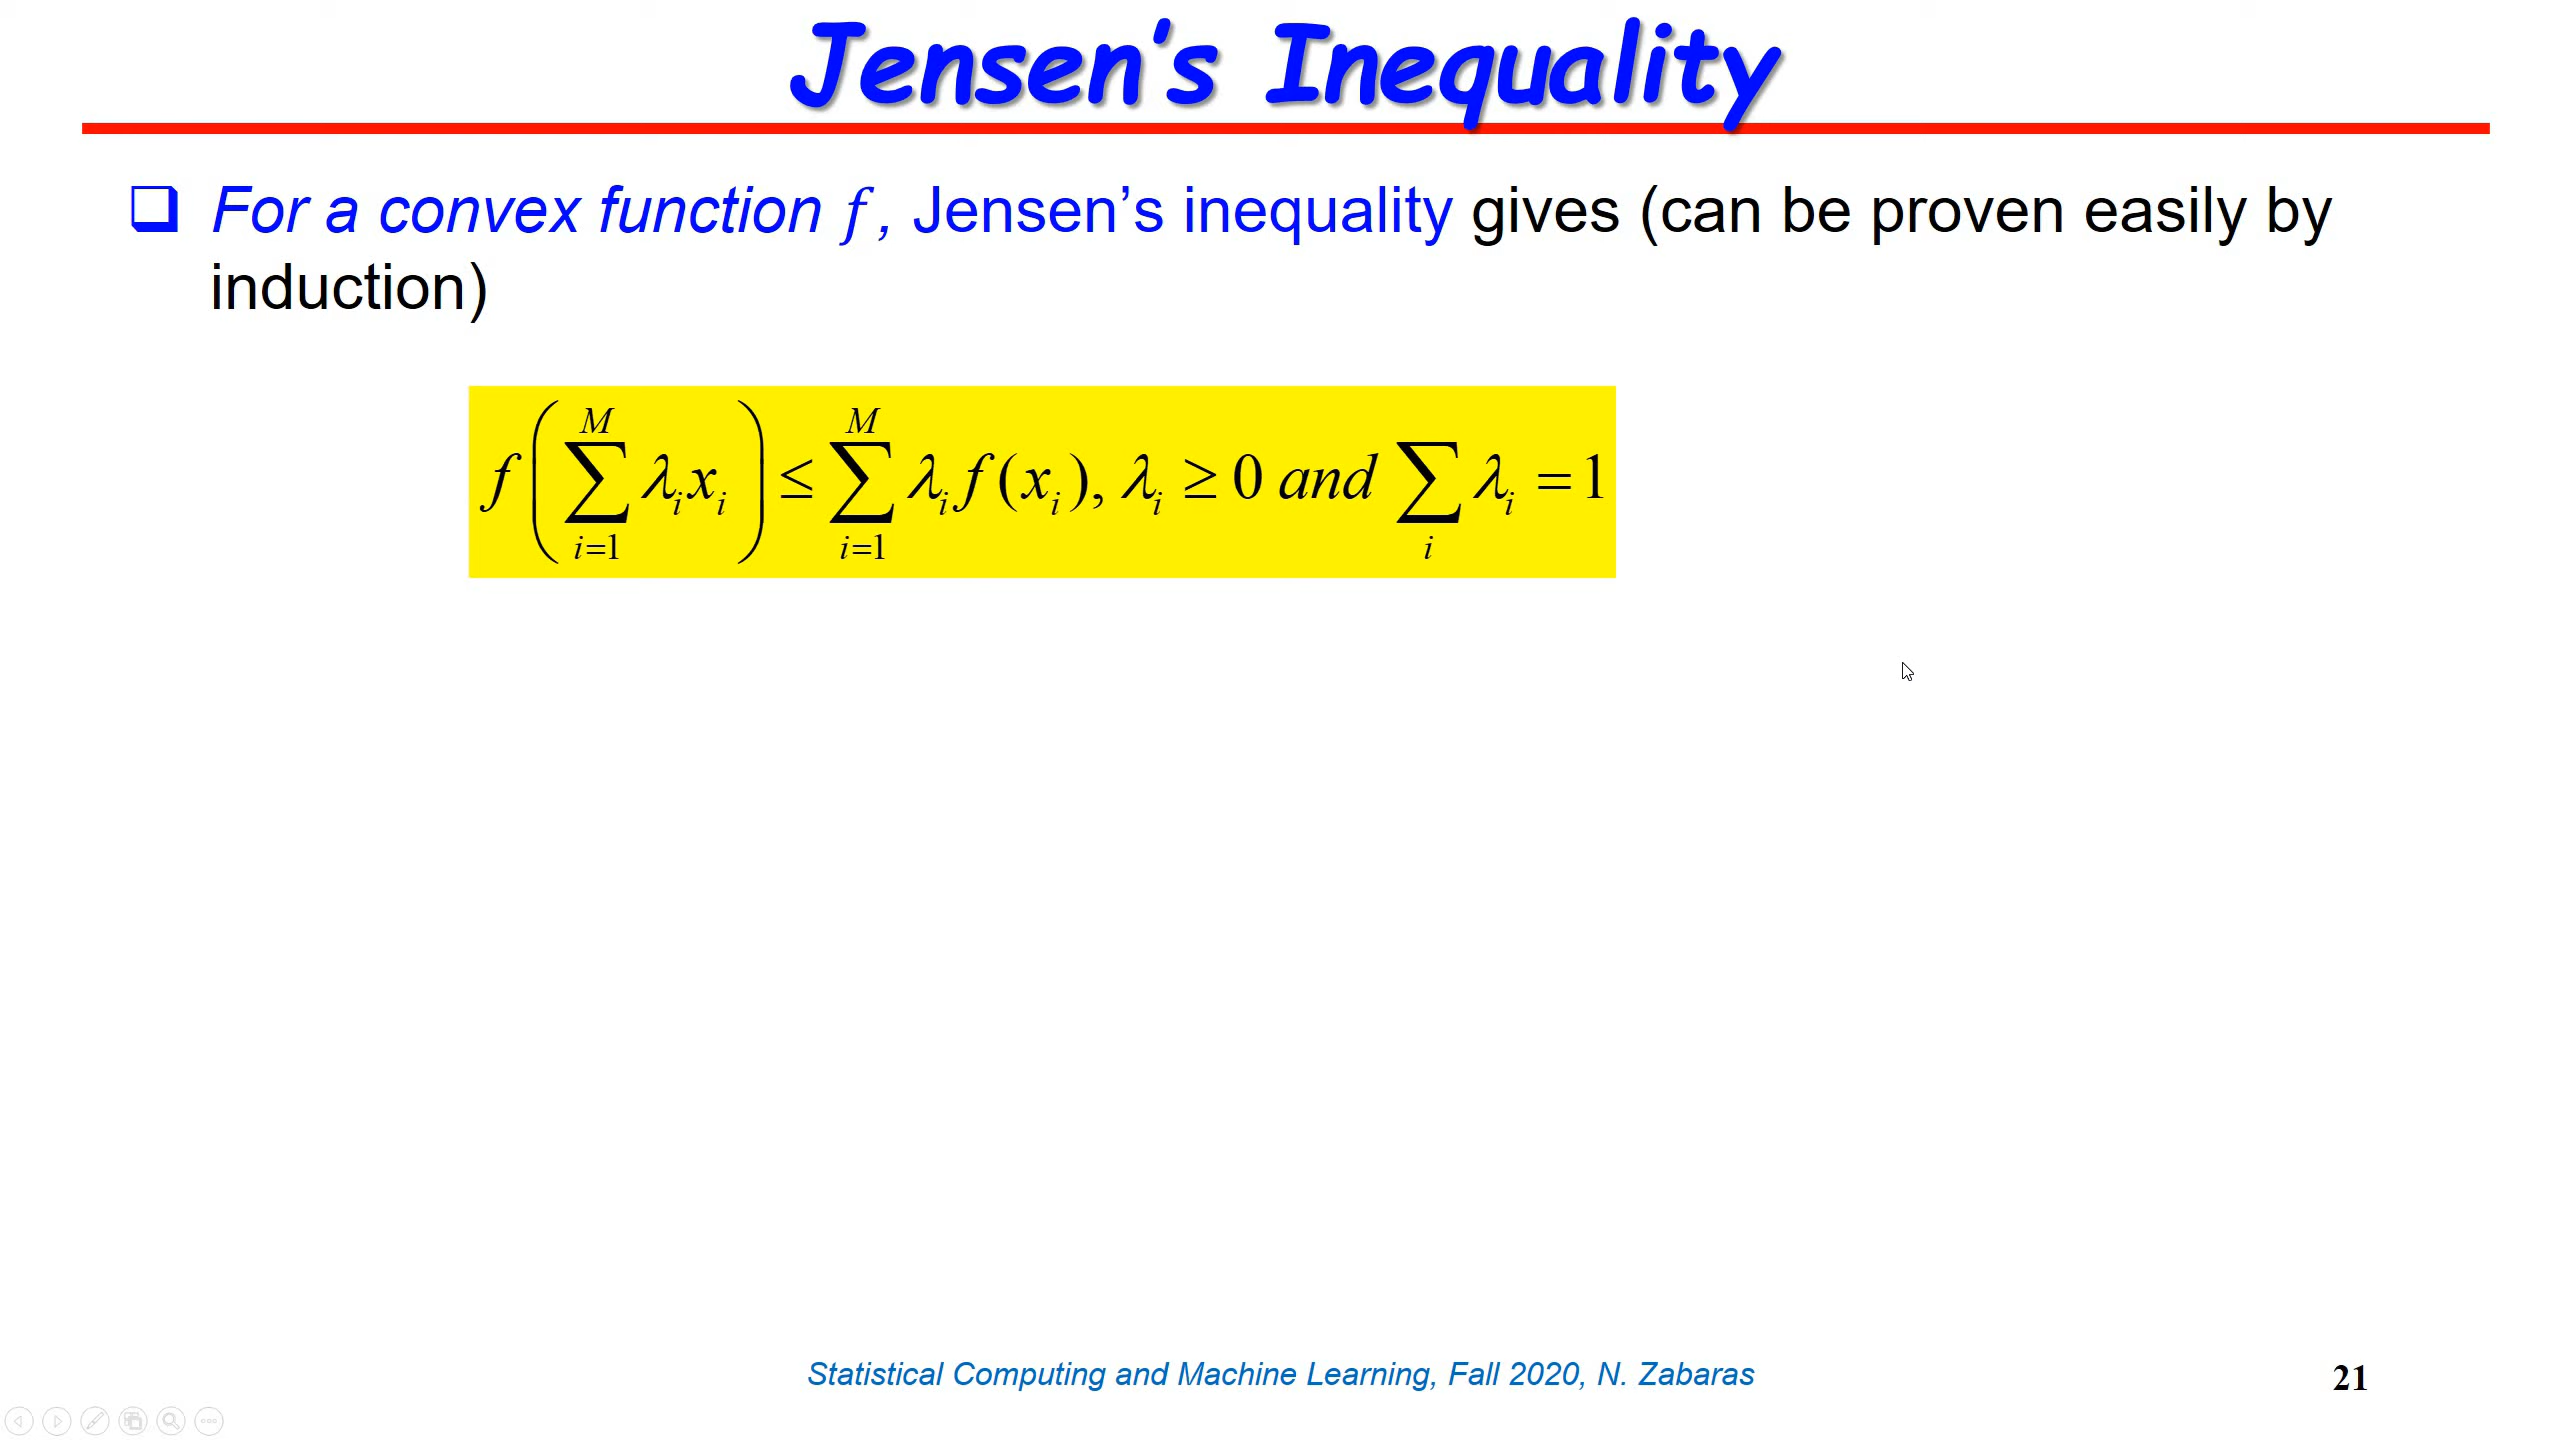 Jensen's Inequality
❑ For a convex function f, Jensen’s inequality gives (can be proven easily by
induction)
f(∑_{i=1}^{M} λ_i x_i) ≤ ∑_{i=1}^{M} λ_i f(x_i), λ_i ≥ 0 and ∑_i λ_i = 1
Statistical Computing and Machine Learning, Fall 2020, N. Zabaras
21